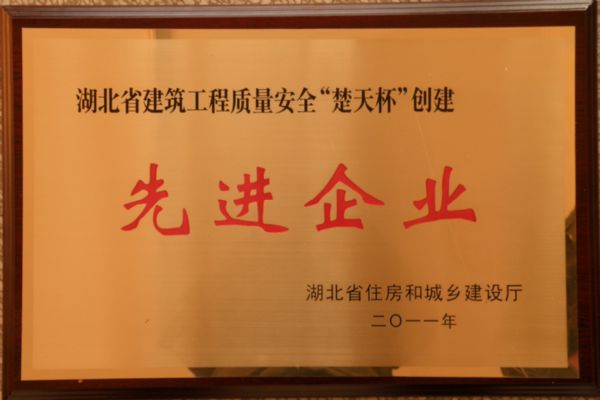 湖北省建筑工程质量安全“楚天杯”创建
先进企业
湖北省住房和城乡建设厅
二〇一一年